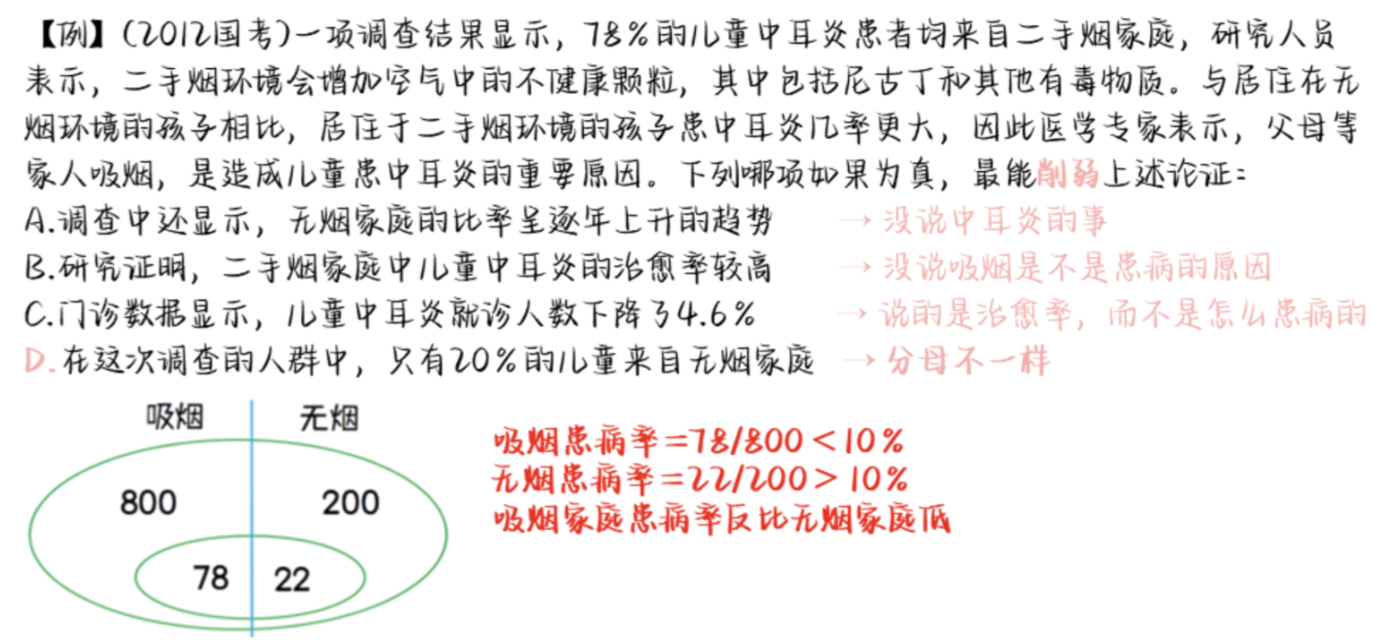 【例】(2012国考)一项调查结果显示，78%的儿童中耳炎患者均来自二手烟家庭，研究人员
表示，二手烟环境会增加空气中的不健康颗粒，其中包括尼古丁和其他有毒物质。与居住在无
烟环境的孩子相比，居住于二手烟环境的孩子患中耳炎几率更大，因此医学专家表示，父母等
家人吸烟，是造成儿童患中耳炎的重要原因。下列哪项如果为真，最能削弱上述论证：
A.调查中还显示，无烟家庭的比率呈逐年上升的趋势 → 没说中耳炎的事
B.研究证明，二手烟家庭中儿童中耳炎的治愈率较高 → 没说吸烟是不是患病的原因
C.门诊数据显示，儿童中耳炎就诊人数下降了4.6% → 说的是治愈率，而不是怎么患病的
D.在这次调查的人群中，只有20%的儿童来自无烟家庭 → 分母不一样
吸烟 无烟
800 200
78 22
吸烟患病率=78/800<10%
无烟患病率=22/200>10%
吸烟家庭患病率反比无烟家庭低